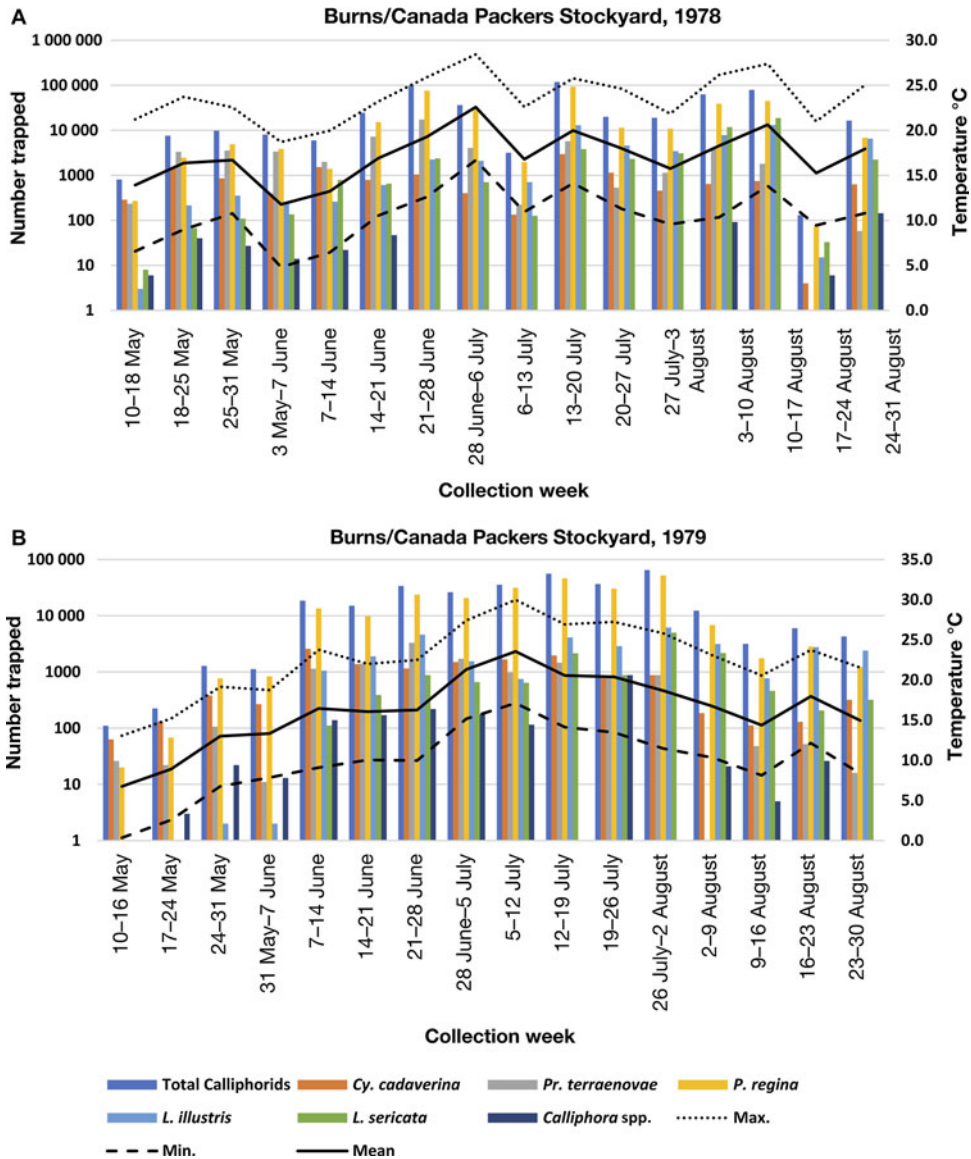 A
Burns/Canada Packers Stockyard, 1978
Number trapped
1 000 000
100 000
10 000
1000
100
10
1
Temperature °C
30.0
25.0
20.0
15.0
10.0
5.0
0.0
10–18 May
18–25 May
25–31 May
3 May–7 June
7–14 June
14–21 June
21–28 June
28 June–6 July
6–13 July
13–20 July
20–27 July
27 July–3
August
3–10 August
10–17 August
17–24 August
24–31 August
Collection week
B
Burns/Canada Packers Stockyard, 1979
Number trapped
100 000
10 000
1000
100
10
1
Temperature °C
35.0
30.0
25.0
20.0
15.0
10.0
5.0
0.0
10–16 May
17–24 May
24–31 May
31 May–7 June
7–14 June
14–21 June
21–28 June
28 June–5 July
5–12 July
12–19 July
19–26 July
26 July–2 August
2–9 August
9–16 August
16–23 August
23–30 August
Collection week
Total Calliphorids Cy. cadaverina Pr. terraenovae P. regina
L. illustris L. sericata Calliphora spp. Max.
Min. Mean